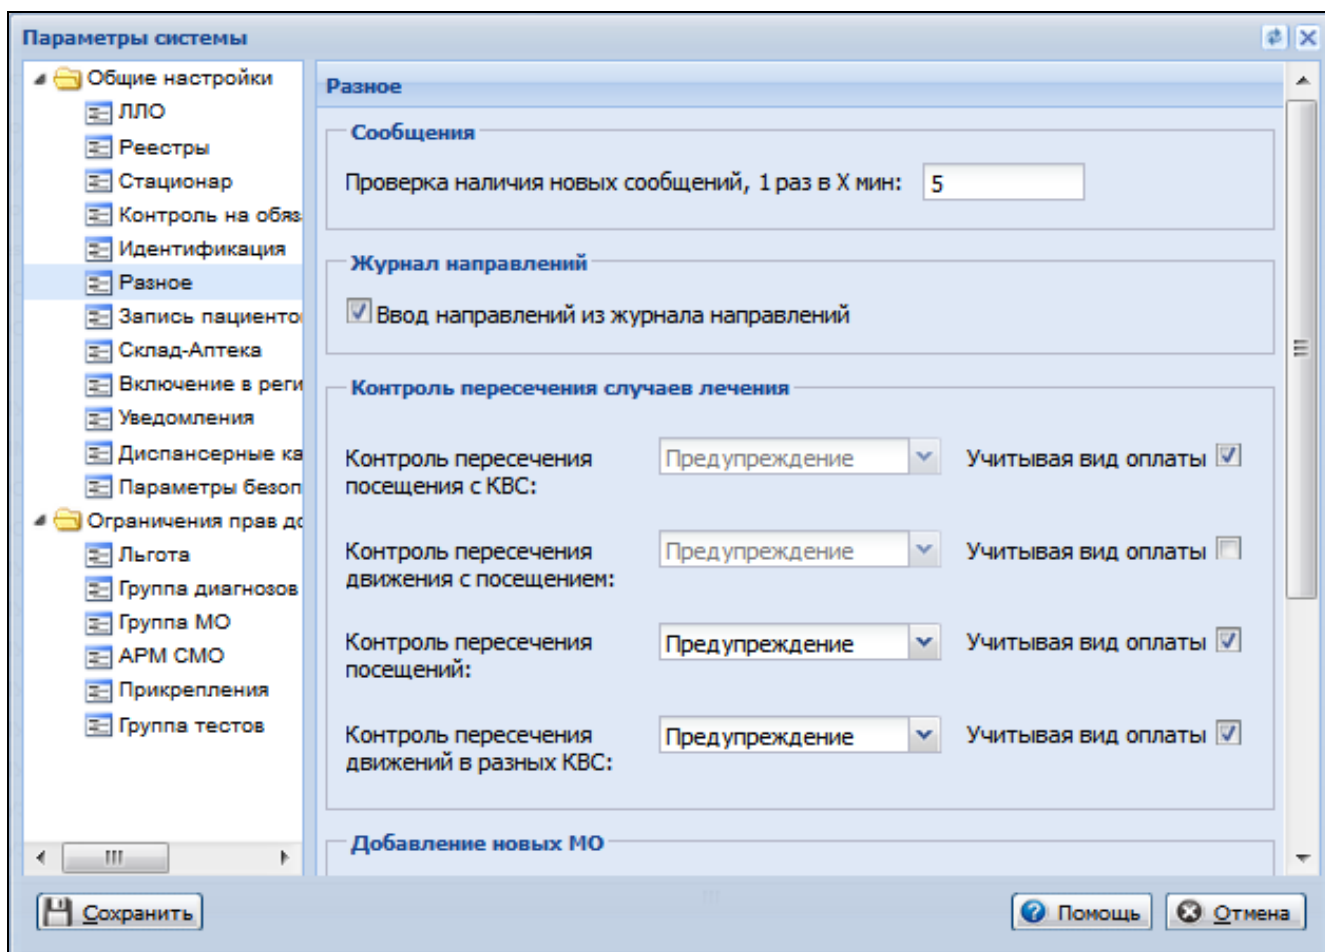 Параметры системы
Общие настройки
ЛЛО
Реестры
Стационар
Контроль на обяз
Идентификация
Разное
Запись пациенто
Склад-Аптека
Включение в реги
Уведомления
Диспансерные ка
Параметры безоп
Ограничения прав до
Льгота
Группа диагнозов
Группа МО
АРМ СМО
Прикрепления
Группа тестов
Разное
Сообщения
Проверка наличия новых сообщений, 1 раз в X мин: 5
Журнал направлений
Ввод направлений из журнала направлений
Контроль пересечения случаев лечения
Контроль пересечения
посещения с КВС:
Предупреждение
Учитывая вид оплаты
Контроль пересечения
движения с посещением:
Предупреждение
Учитывая вид оплаты
Контроль пересечения
посещений:
Предупреждение
Учитывая вид оплаты
Контроль пересечения
движений в разных КВС:
Предупреждение
Учитывая вид оплаты
Добавление новых МО
Сохранить
Помощь
Отмена